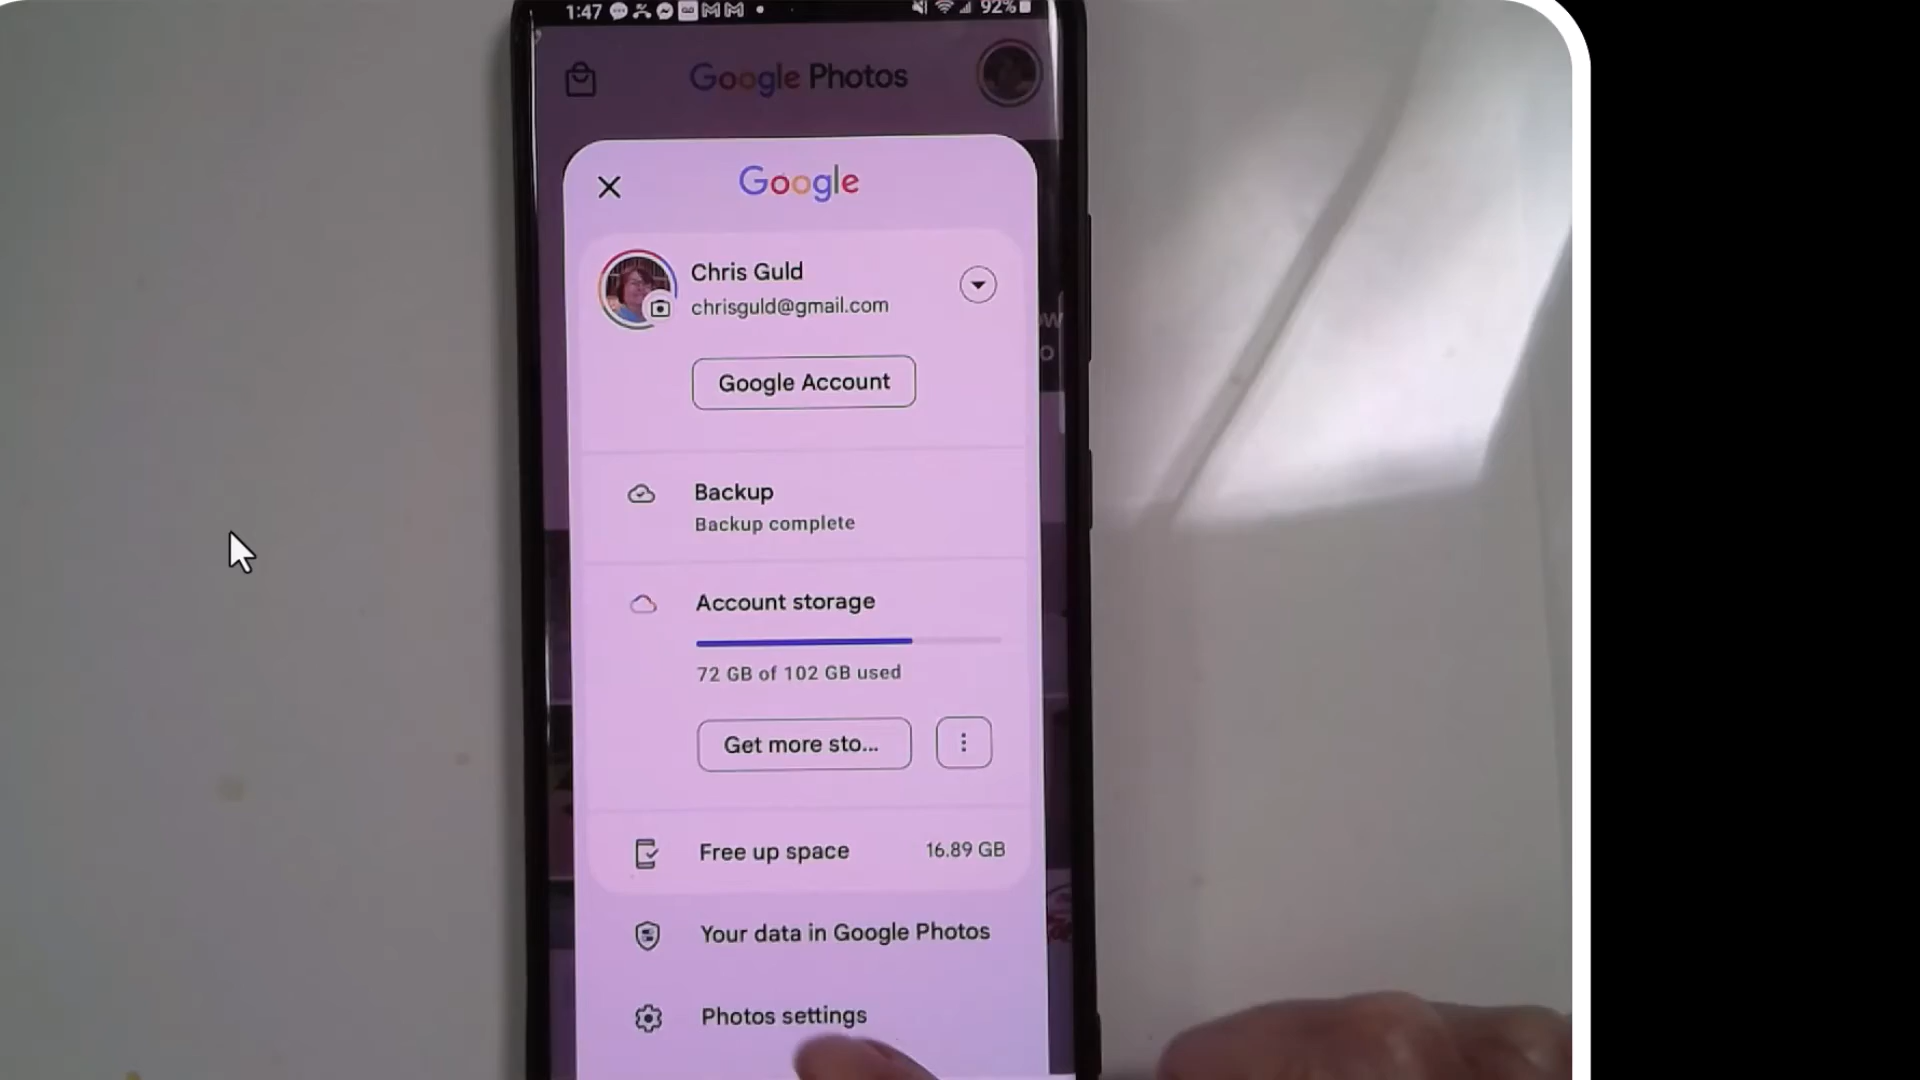 1:47
92%
Google Photos
Google
Chris Guld
chrisguld@gmail.com
Google Account
Backup
Backup complete
Account storage
72 GB of 102 GB used
Get more sto...
Free up space 16.89 GB
Your data in Google Photos
Photos settings